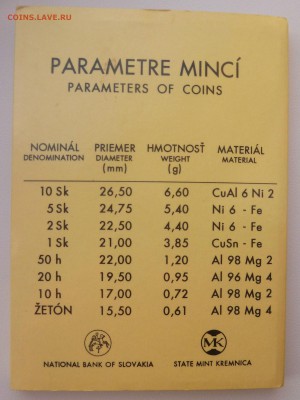 COINS.LAVE.RU
PARAMETRE MINCÍ
PARAMETERS OF COINS
NOMINÁL PRIEMER HMOTNOSŤ MATERIÁL
DENOMINATION DIAMETER WEIGHT MATERIAL
(mm) (g)
10 Sk 26,50 6,60 CuAl 6 Ni 2
5 Sk 24,75 5,40 Ni 6 - Fe
2 Sk 22,50 4,40 Ni 6 - Fe
1 Sk 21,00 3,85 CuSn - Fe
50 h 22,00 1,20 Al 98 Mg 2
20 h 19,50 0,95 Al 96 Mg 4
10 h 17,00 0,72 Al 98 Mg 2
ŽETÓN 15,50 0,61 Al 98 Mg 4
MK
NATIONAL BANK OF SLOVAKIA STATE MINT KREMNICA